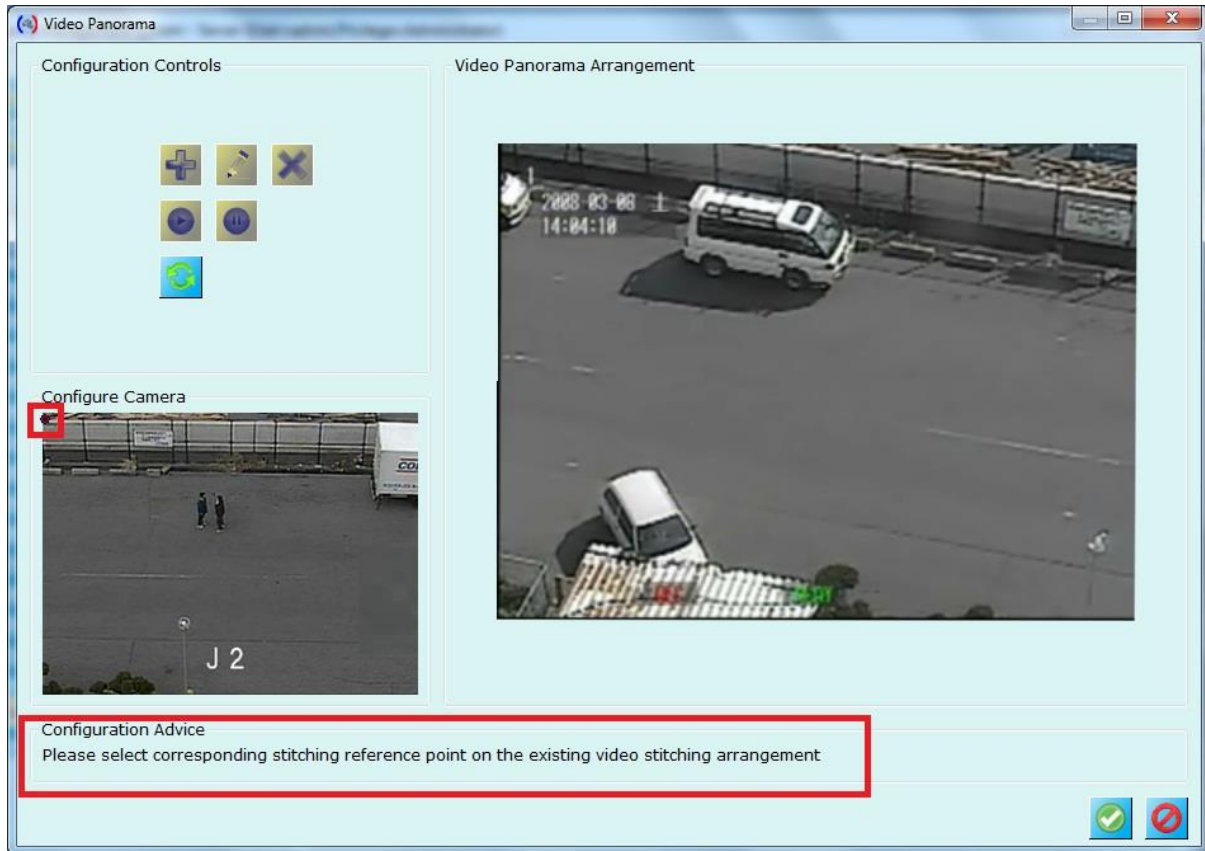 Video Panorama
Configuration Controls
Video Panorama Arrangement
2008-03-08
14:04:10
Configure Camera
J 2
Configuration Advice
Please select corresponding stitching reference point on the existing video stitching arrangement